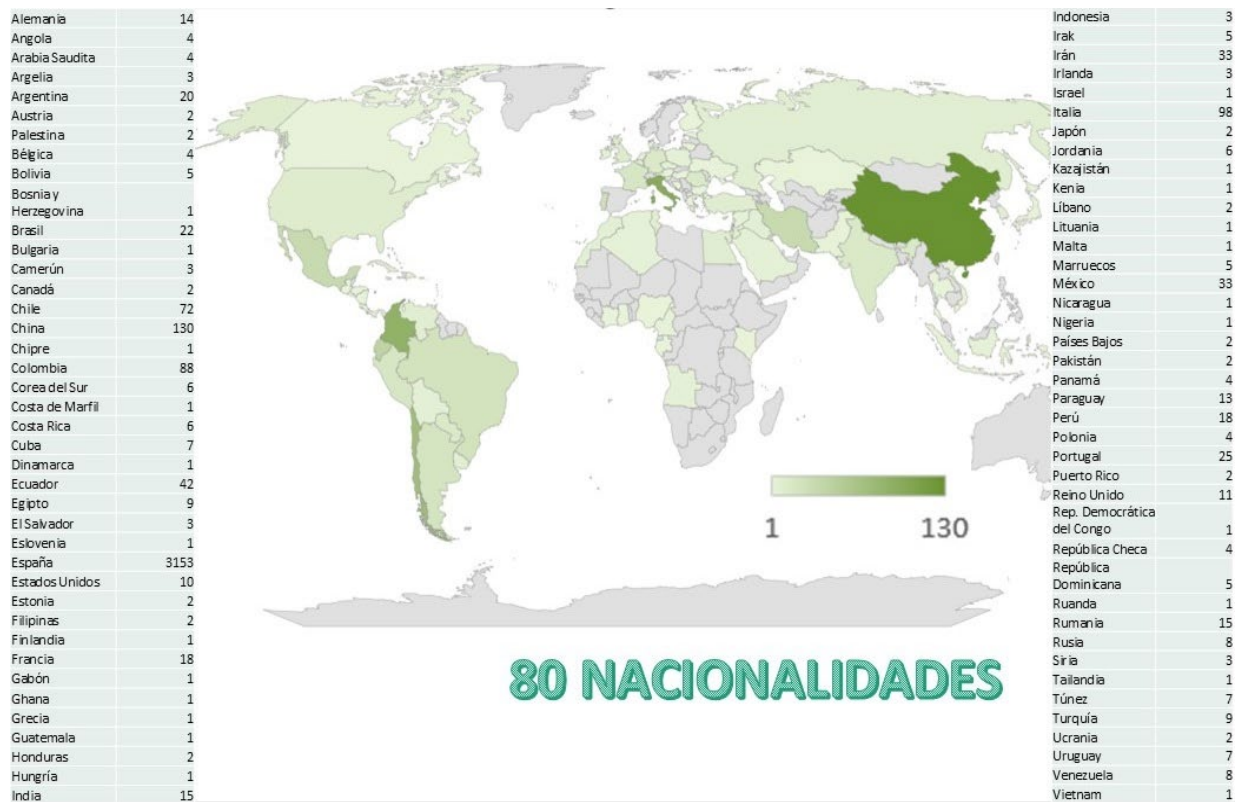 Alemania 14
Angola 4
Arabia Saudita 4
Argelia 3
Argentina 20
Austria 2
Palestina 2
Bélgica 4
Bolivia 5
Bosnia y
Herzegovina 1
Brasil 22
Bulgaria 1
Camerún 3
Canadá 2
Chile 72
China 130
Chipre 1
Colombia 88
Corea del Sur 6
Costa de Marfil 1
Costa Rica 6
Cuba 7
Dinamarca 1
Ecuador 42
Egipto 9
El Salvador 3
Eslovenia 1
España 3153
Estados Unidos 10
Estonia 2
Filipinas 2
Finlandia 1
Francia 18
Gabón 1
Ghana 1
Grecia 1
Guatemala 1
Honduras 2
Hungría 1
India 15
1 130
80 NACIONALIDADES
Indonesia 3
Irak 5
Irán 33
Irlanda 3
Israel 1
Italia 98
Japón 2
Jordania 6
Kazajistán 1
Kenia 1
Líbano 2
Lituania 1
Malta 1
Marruecos 5
México 33
Nicaragua 1
Nigeria 1
Países Bajos 2
Pakistán 2
Panamá 4
Paraguay 13
Perú 18
Polonia 4
Portugal 25
Puerto Rico 2
Reino Unido 11
Rep. Democrática
del Congo 1
República Checa 4
República
Dominicana 5
Ruanda 1
Rumania 15
Rusia 8
Siria 3
Tailandia 1
Túnez 7
Turquía 9
Ucrania 2
Uruguay 7
Venezuela 8
Vietnam 1